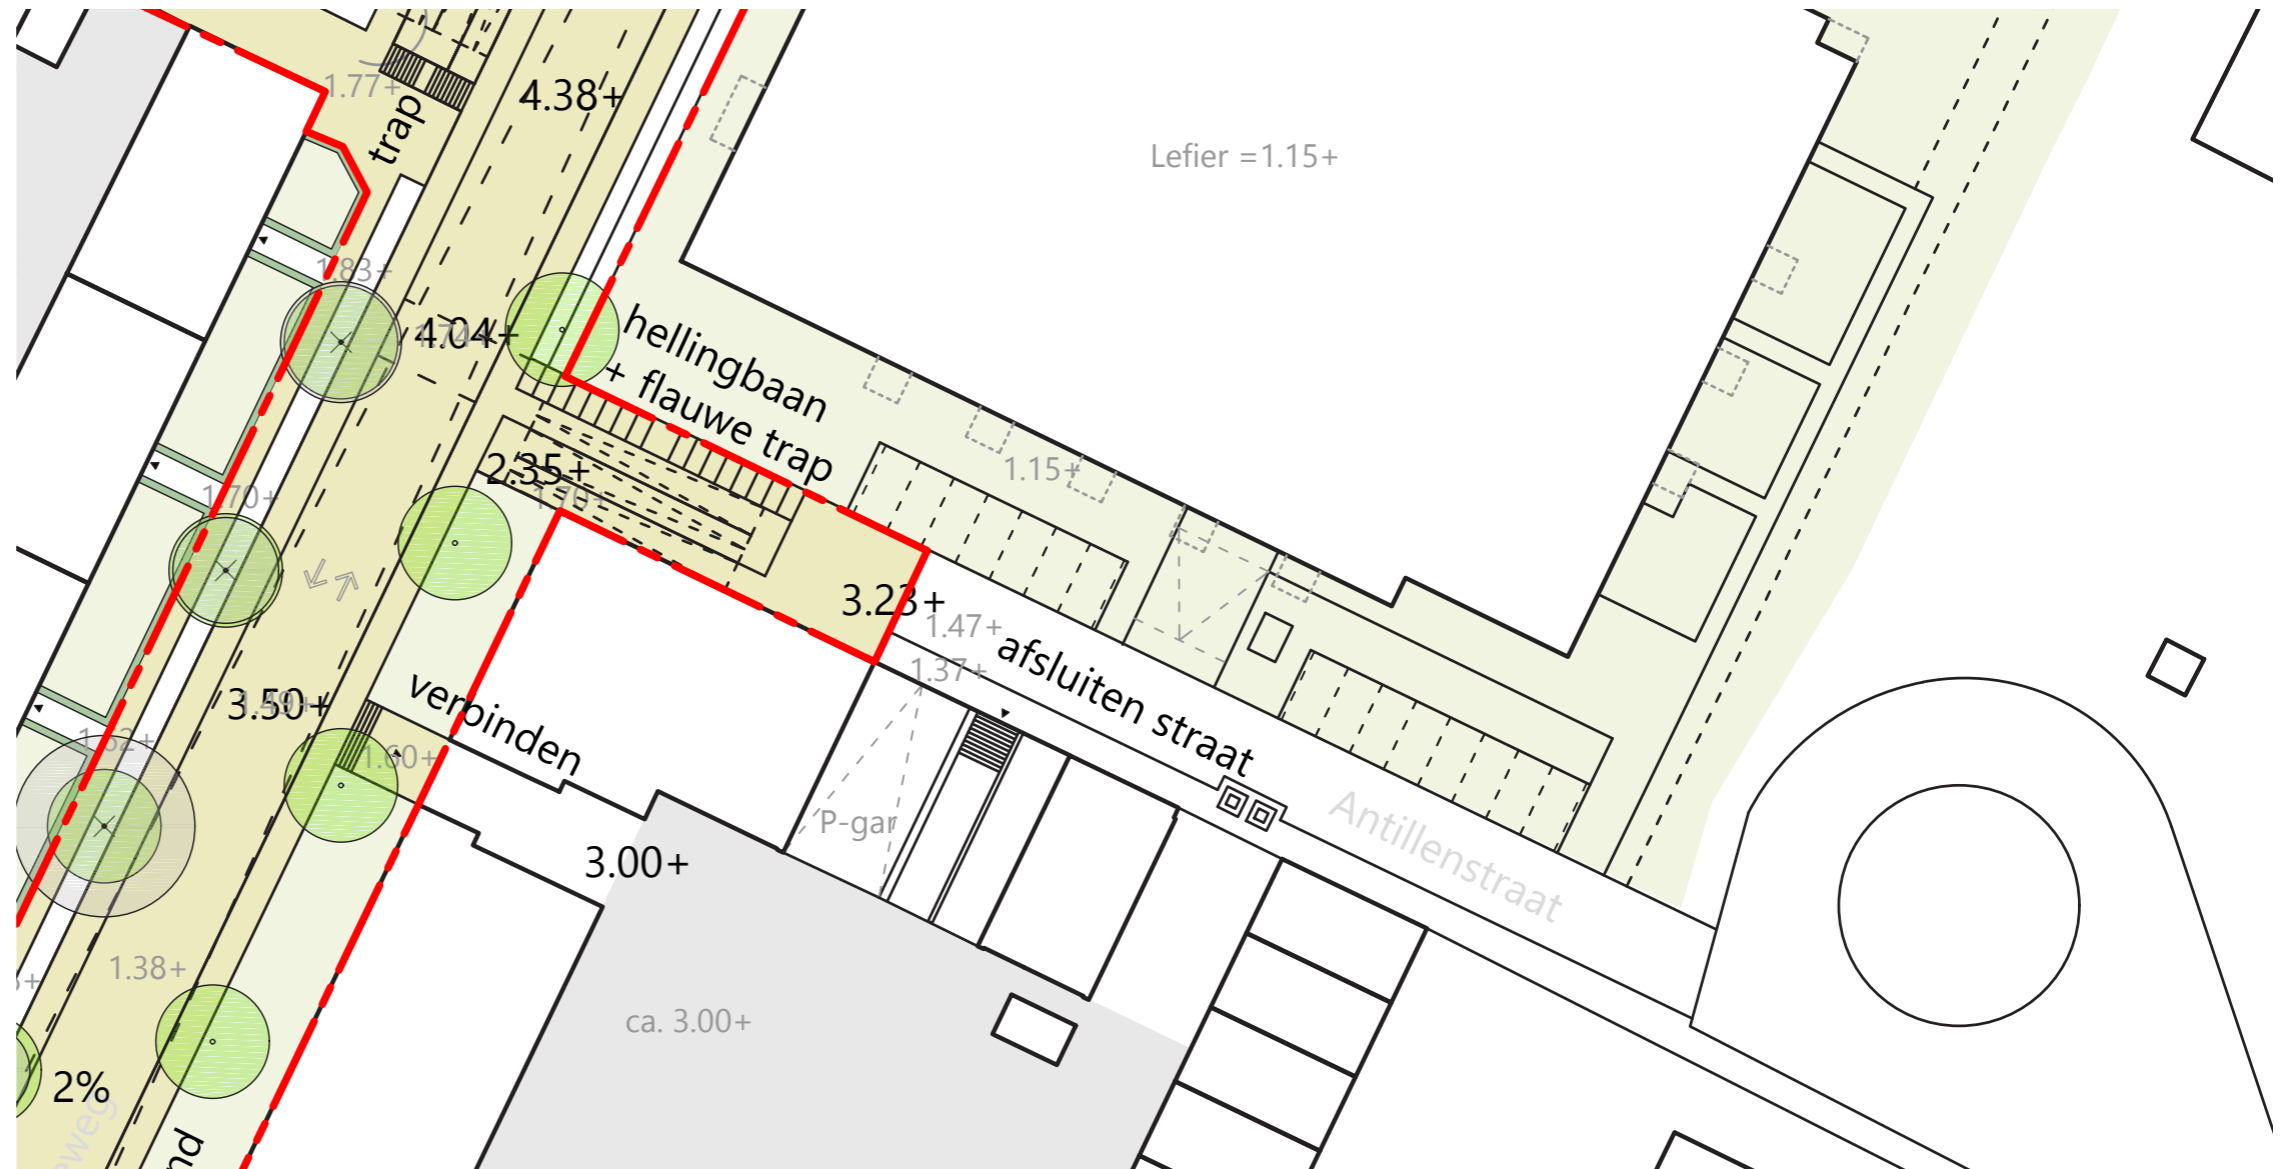 1.77+
trap
4.38+
Lefier =1.15+
1.83+
4.04+
hellingbaan
+ flauwe trap
2.35+
1.70+
1.70+
1.15+
3.23+
1.47+
1.37+
afsluiten straat
3.50+
verbinden
1.60+
P-gar
3.00+
Antillenstraat
1.38+
ca. 3.00+
2%